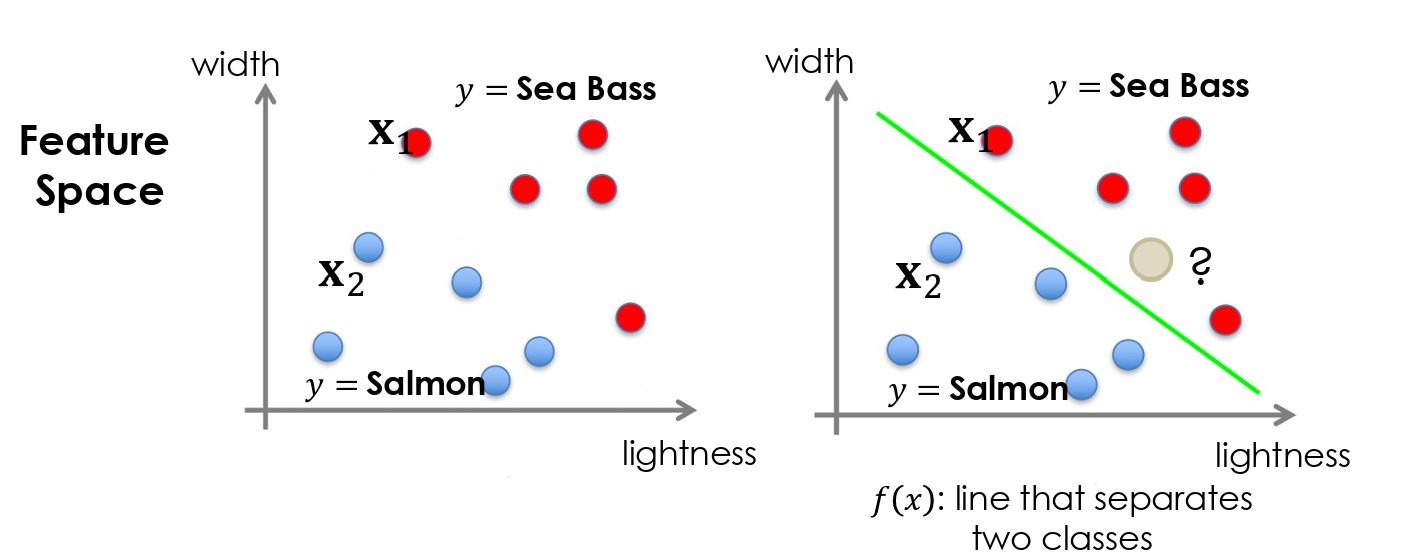 Feature
Space
width
y = Sea Bass
x₁
x₂
y = Salmon
lightness
width
y = Sea Bass
x₁
x₂
?
y = Salmon
lightness
f(x): line that separates
two classes